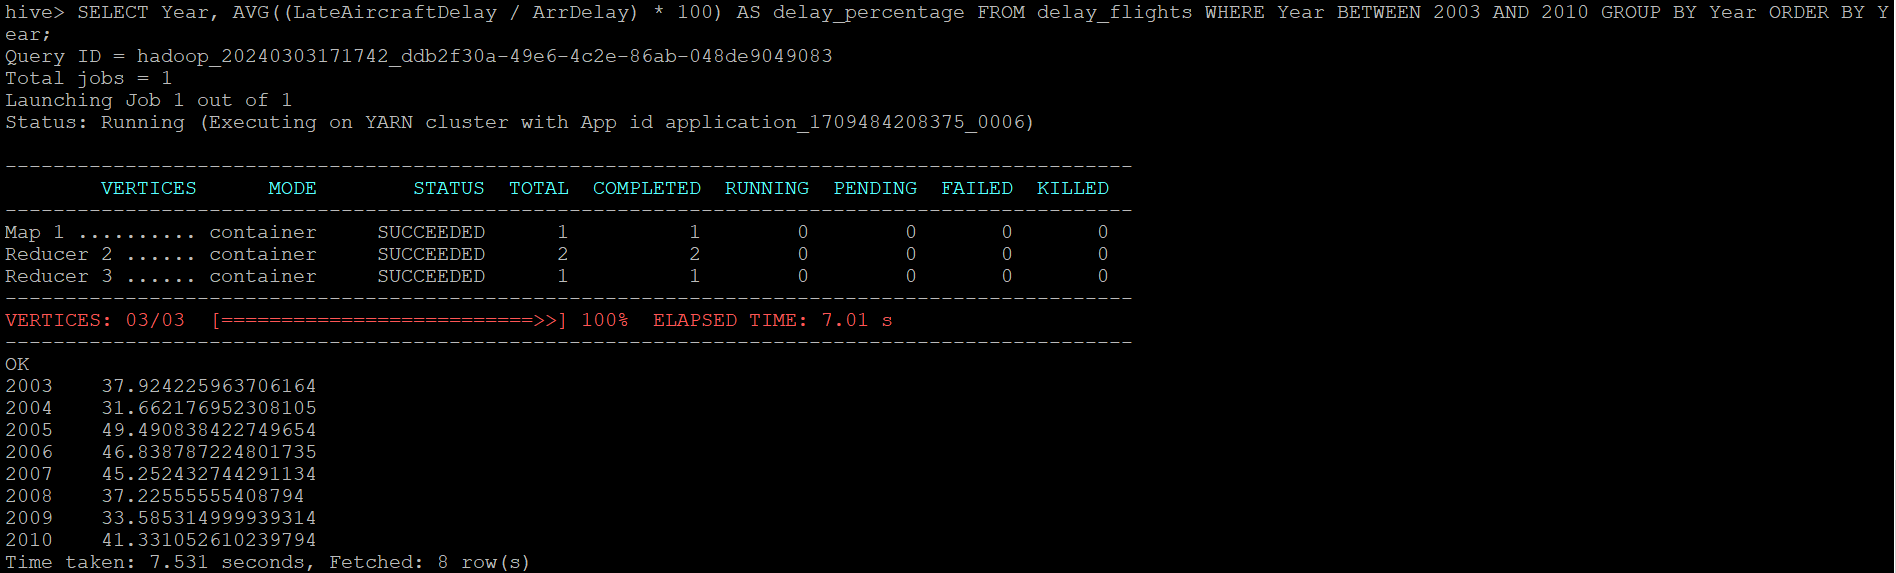 hive> SELECT Year, AVG((LateAircraftDelay / ArrDelay) * 100) AS delay_percentage FROM delay_flights WHERE Year BETWEEN 2003 AND 2010 GROUP BY Year ORDER BY Y
ear;
Query ID = hadoop_20240303171742_ddb2f30a-49e6-4c2e-86ab-048de9049083
Total jobs = 1
Launching Job 1 out of 1
Status: Running (Executing on YARN cluster with App id application_1709484208375_0006)
----------------------------------------------------------------------------------------------
        VERTICES      MODE        STATUS  TOTAL  COMPLETED  RUNNING  PENDING  FAILED  KILLED
----------------------------------------------------------------------------------------------
Map 1 .......... container     SUCCEEDED      1          1        0        0       0       0
Reducer 2 ...... container     SUCCEEDED      2          2        0        0       0       0
Reducer 3 ...... container     SUCCEEDED      1          1        0        0       0       0
----------------------------------------------------------------------------------------------
VERTICES: 03/03  [==========================>>] 100%  ELAPSED TIME: 7.01 s
----------------------------------------------------------------------------------------------
OK
2003    37.924225963706164
2004    31.662176952308105
2005    49.490838422749654
2006    46.838787224801735
2007    45.252432744291134
2008    37.22555555408794
2009    33.585314999939314
2010    41.331052610239794
Time taken: 7.531 seconds, Fetched: 8 row(s)